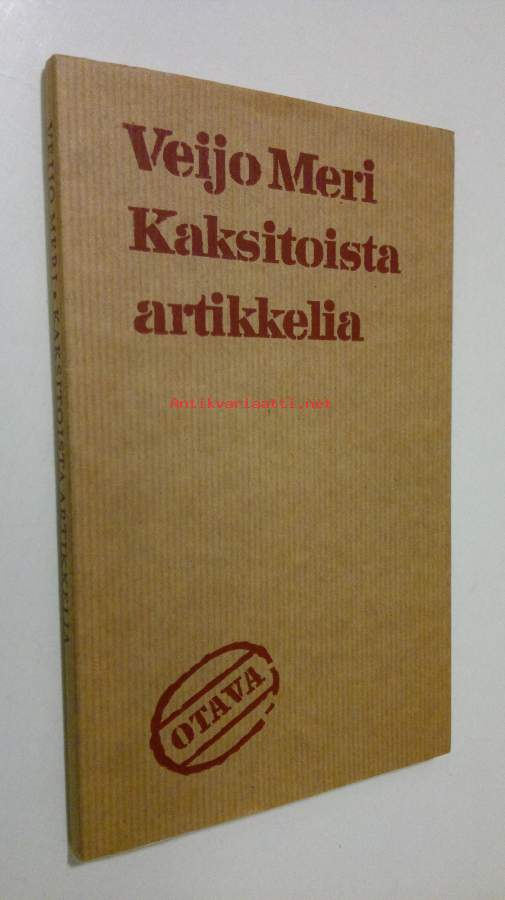 Veijo Meri
Kaksitoista
artikkelia
Antikvariaatti.net
OTAVA
VEIJO MERI • KAKSITOISTA ARTIKKELIA